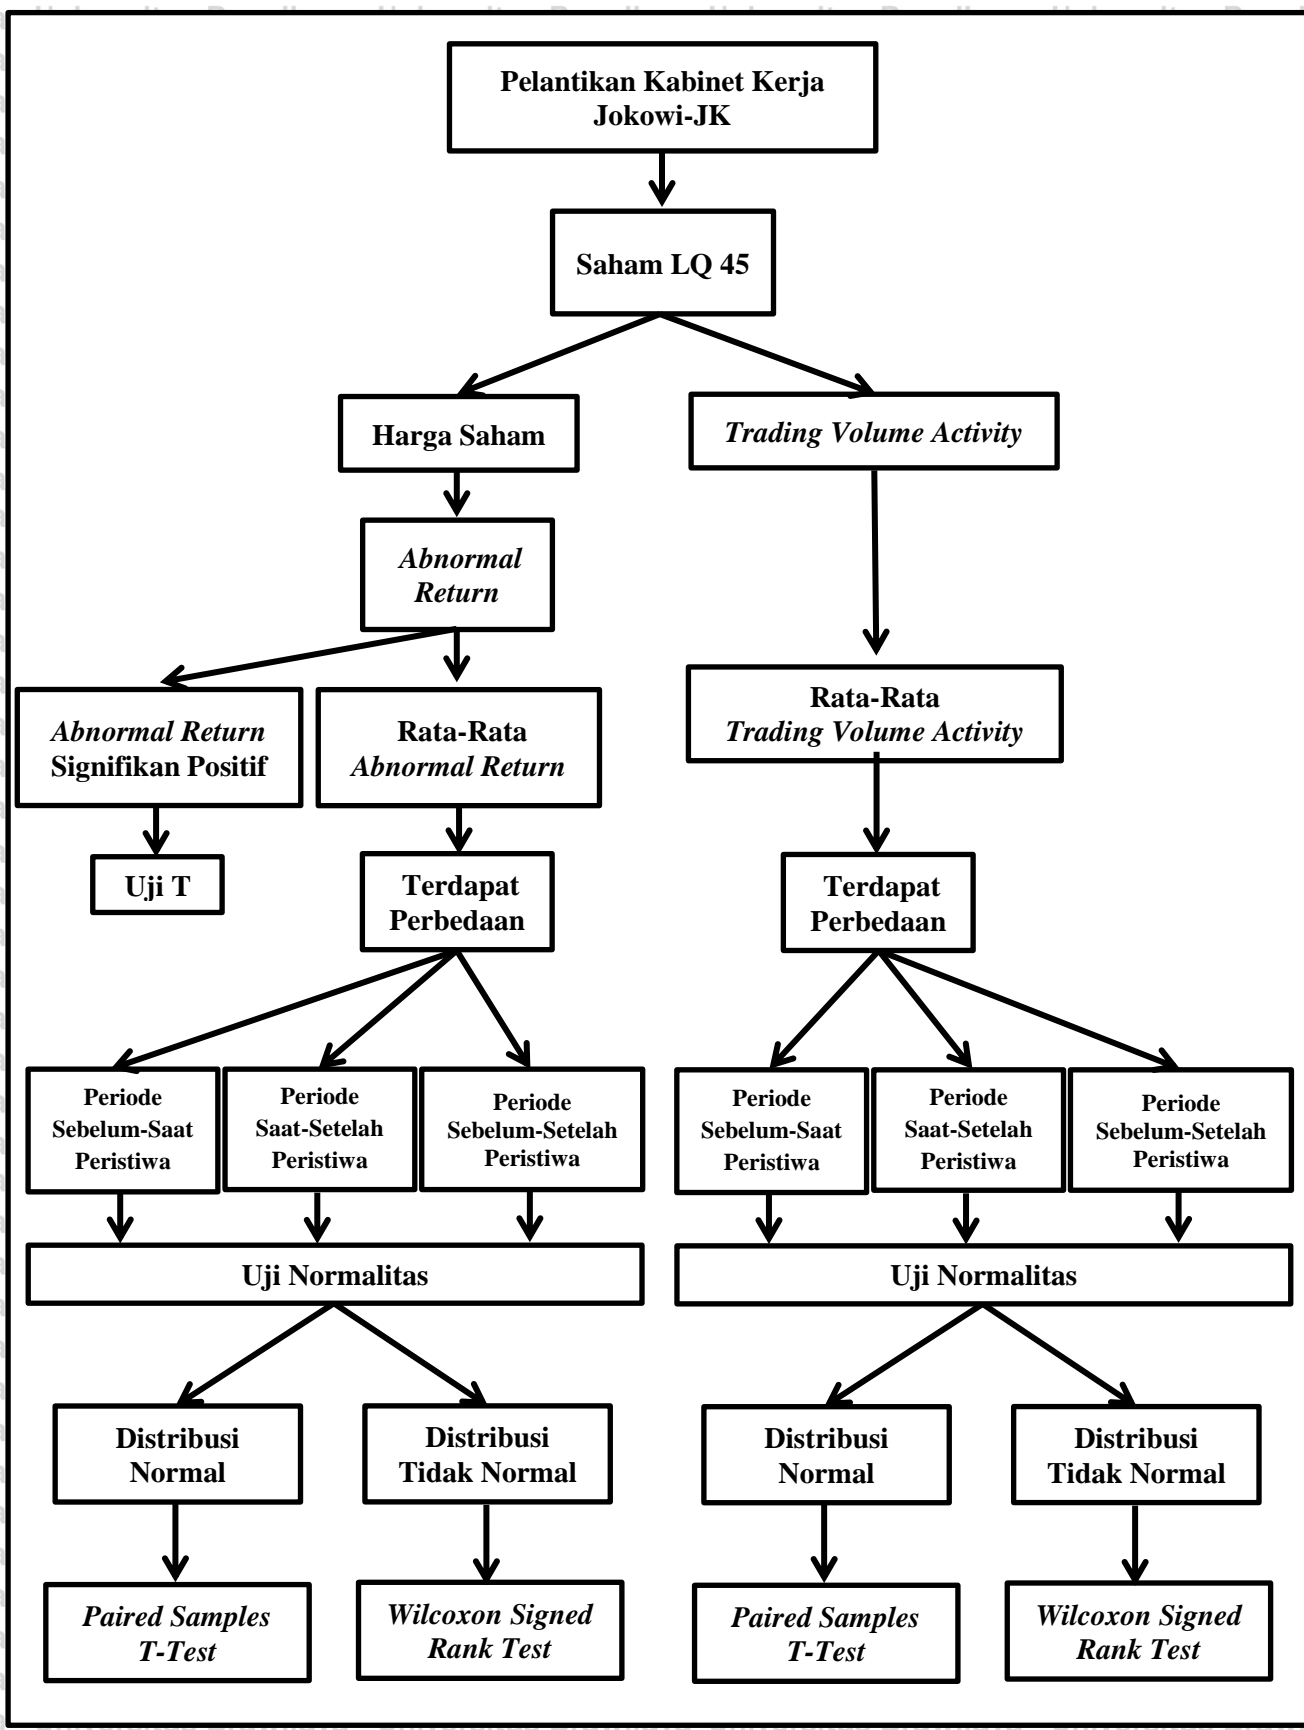 Pelantikan Kabinet Kerja
Jokowi-JK
Saham LQ 45
Harga Saham
Trading Volume Activity
Abnormal
Return
Abnormal Return
Signifikan Positif
Rata-Rata
Abnormal Return
Rata-Rata
Trading Volume Activity
Uji T
Terdapat
Perbedaan
Terdapat
Perbedaan
Periode
Sebelum-Saat
Peristiwa
Periode
Saat-Setelah
Peristiwa
Periode
Sebelum-Setelah
Peristiwa
Periode
Sebelum-Saat
Peristiwa
Periode
Saat-Setelah
Peristiwa
Periode
Sebelum-Setelah
Peristiwa
Uji Normalitas
Uji Normalitas
Distribusi
Normal
Distribusi
Tidak Normal
Distribusi
Normal
Distribusi
Tidak Normal
Paired Samples
T-Test
Wilcoxon Signed
Rank Test
Paired Samples
T-Test
Wilcoxon Signed
Rank Test